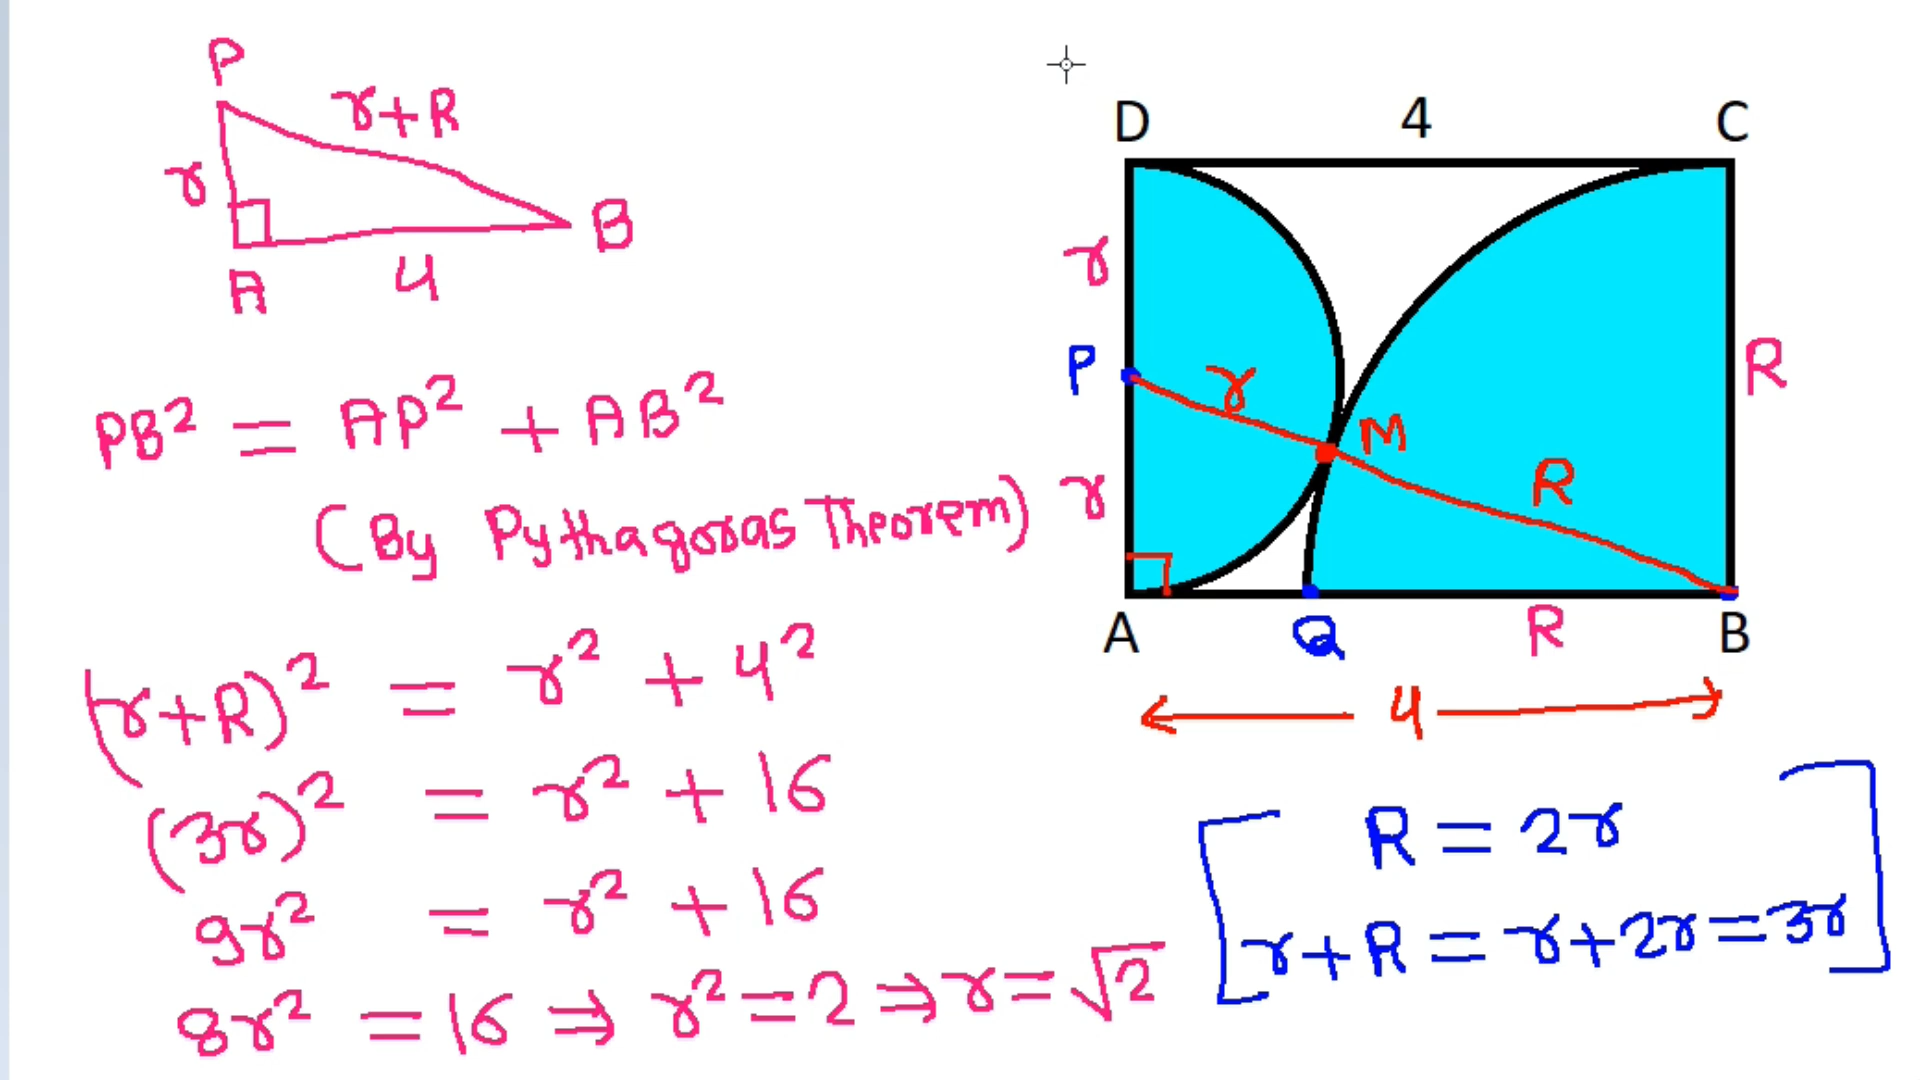 P
r+R
r
B
A
4
PB² = AP² + AB²
(By Pythagoras Theorem)
(r+R)² = r² + 4²
(3r)² = r² + 16
9r² = r² + 16
8r² = 16 ⇒ r² = 2 ⇒ r = √2
D 4 C
r
P r R
M
r R
A Q R B
4
R = 2r
r+R = r+2r = 3r